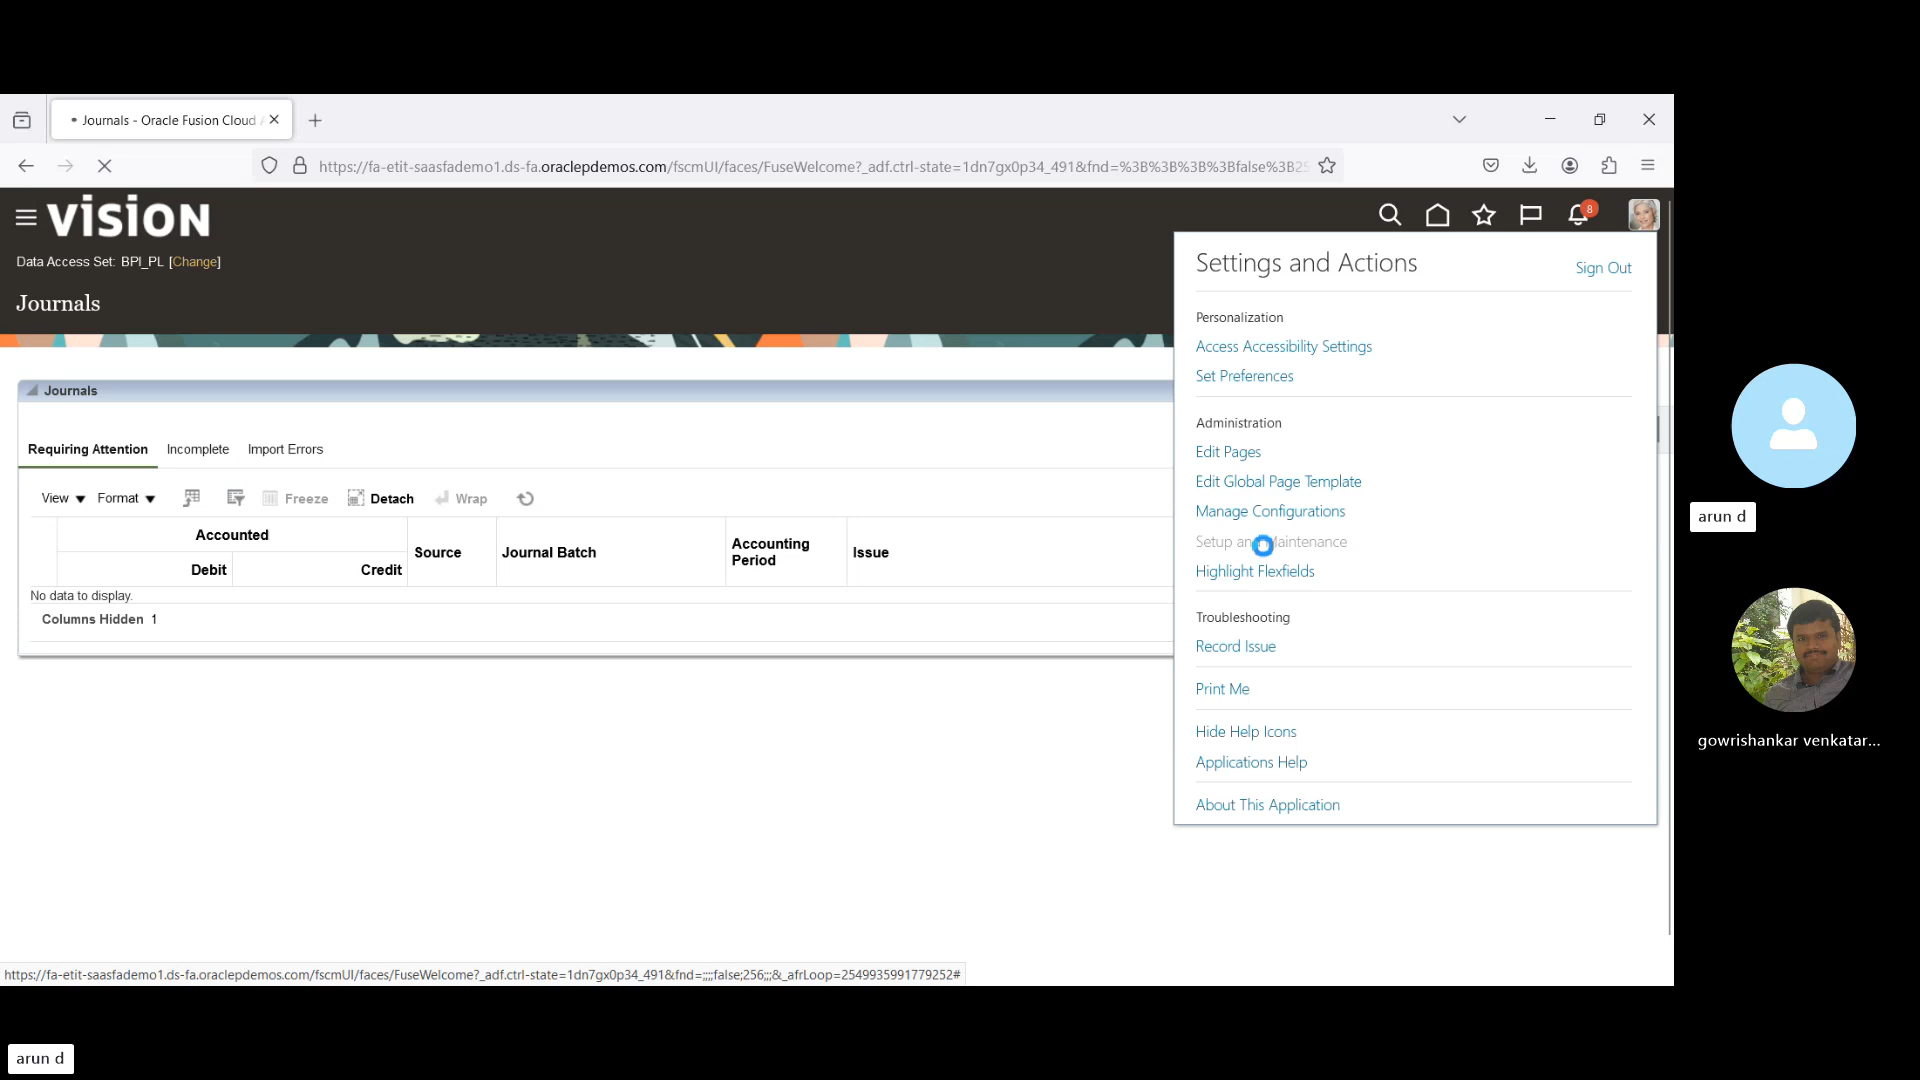 Journals - Oracle Fusion Cloud A
https://fa-etit-saasfademo1.ds-fa.oraclepdemos.com/fscmUI/faces/FuseWelcome?_adf.ctrl-state=1dn7gx0p34_491&fnd=%3B%3B%3B%3Bfalse%3B25
VISION
8
Data Access Set: BPI_PL [Change]
Journals
Settings and Actions
Sign Out
Personalization
Access Accessibility Settings
Set Preferences
Administration
Edit Pages
Edit Global Page Template
Manage Configurations
Setup and Maintenance
Highlight Flexfields
Troubleshooting
Record Issue
Print Me
Hide Help Icons
Applications Help
About This Application
Journals
Requiring Attention Incomplete Import Errors
View Format Freeze Detach Wrap
Accounted
Debit Credit
Source
Journal Batch
Accounting
Period
Issue
No data to display.
Columns Hidden 1
https://fa-etit-saasfademo1.ds-fa.oraclepdemos.com/fscmUI/faces/FuseWelcome?_adf.ctrl-state=1dn7gx0p34_491&fnd=;;;;false;256;;;&_afrLoop=2549935991779252#
arun d
gowrishankar venkatar...
arun d